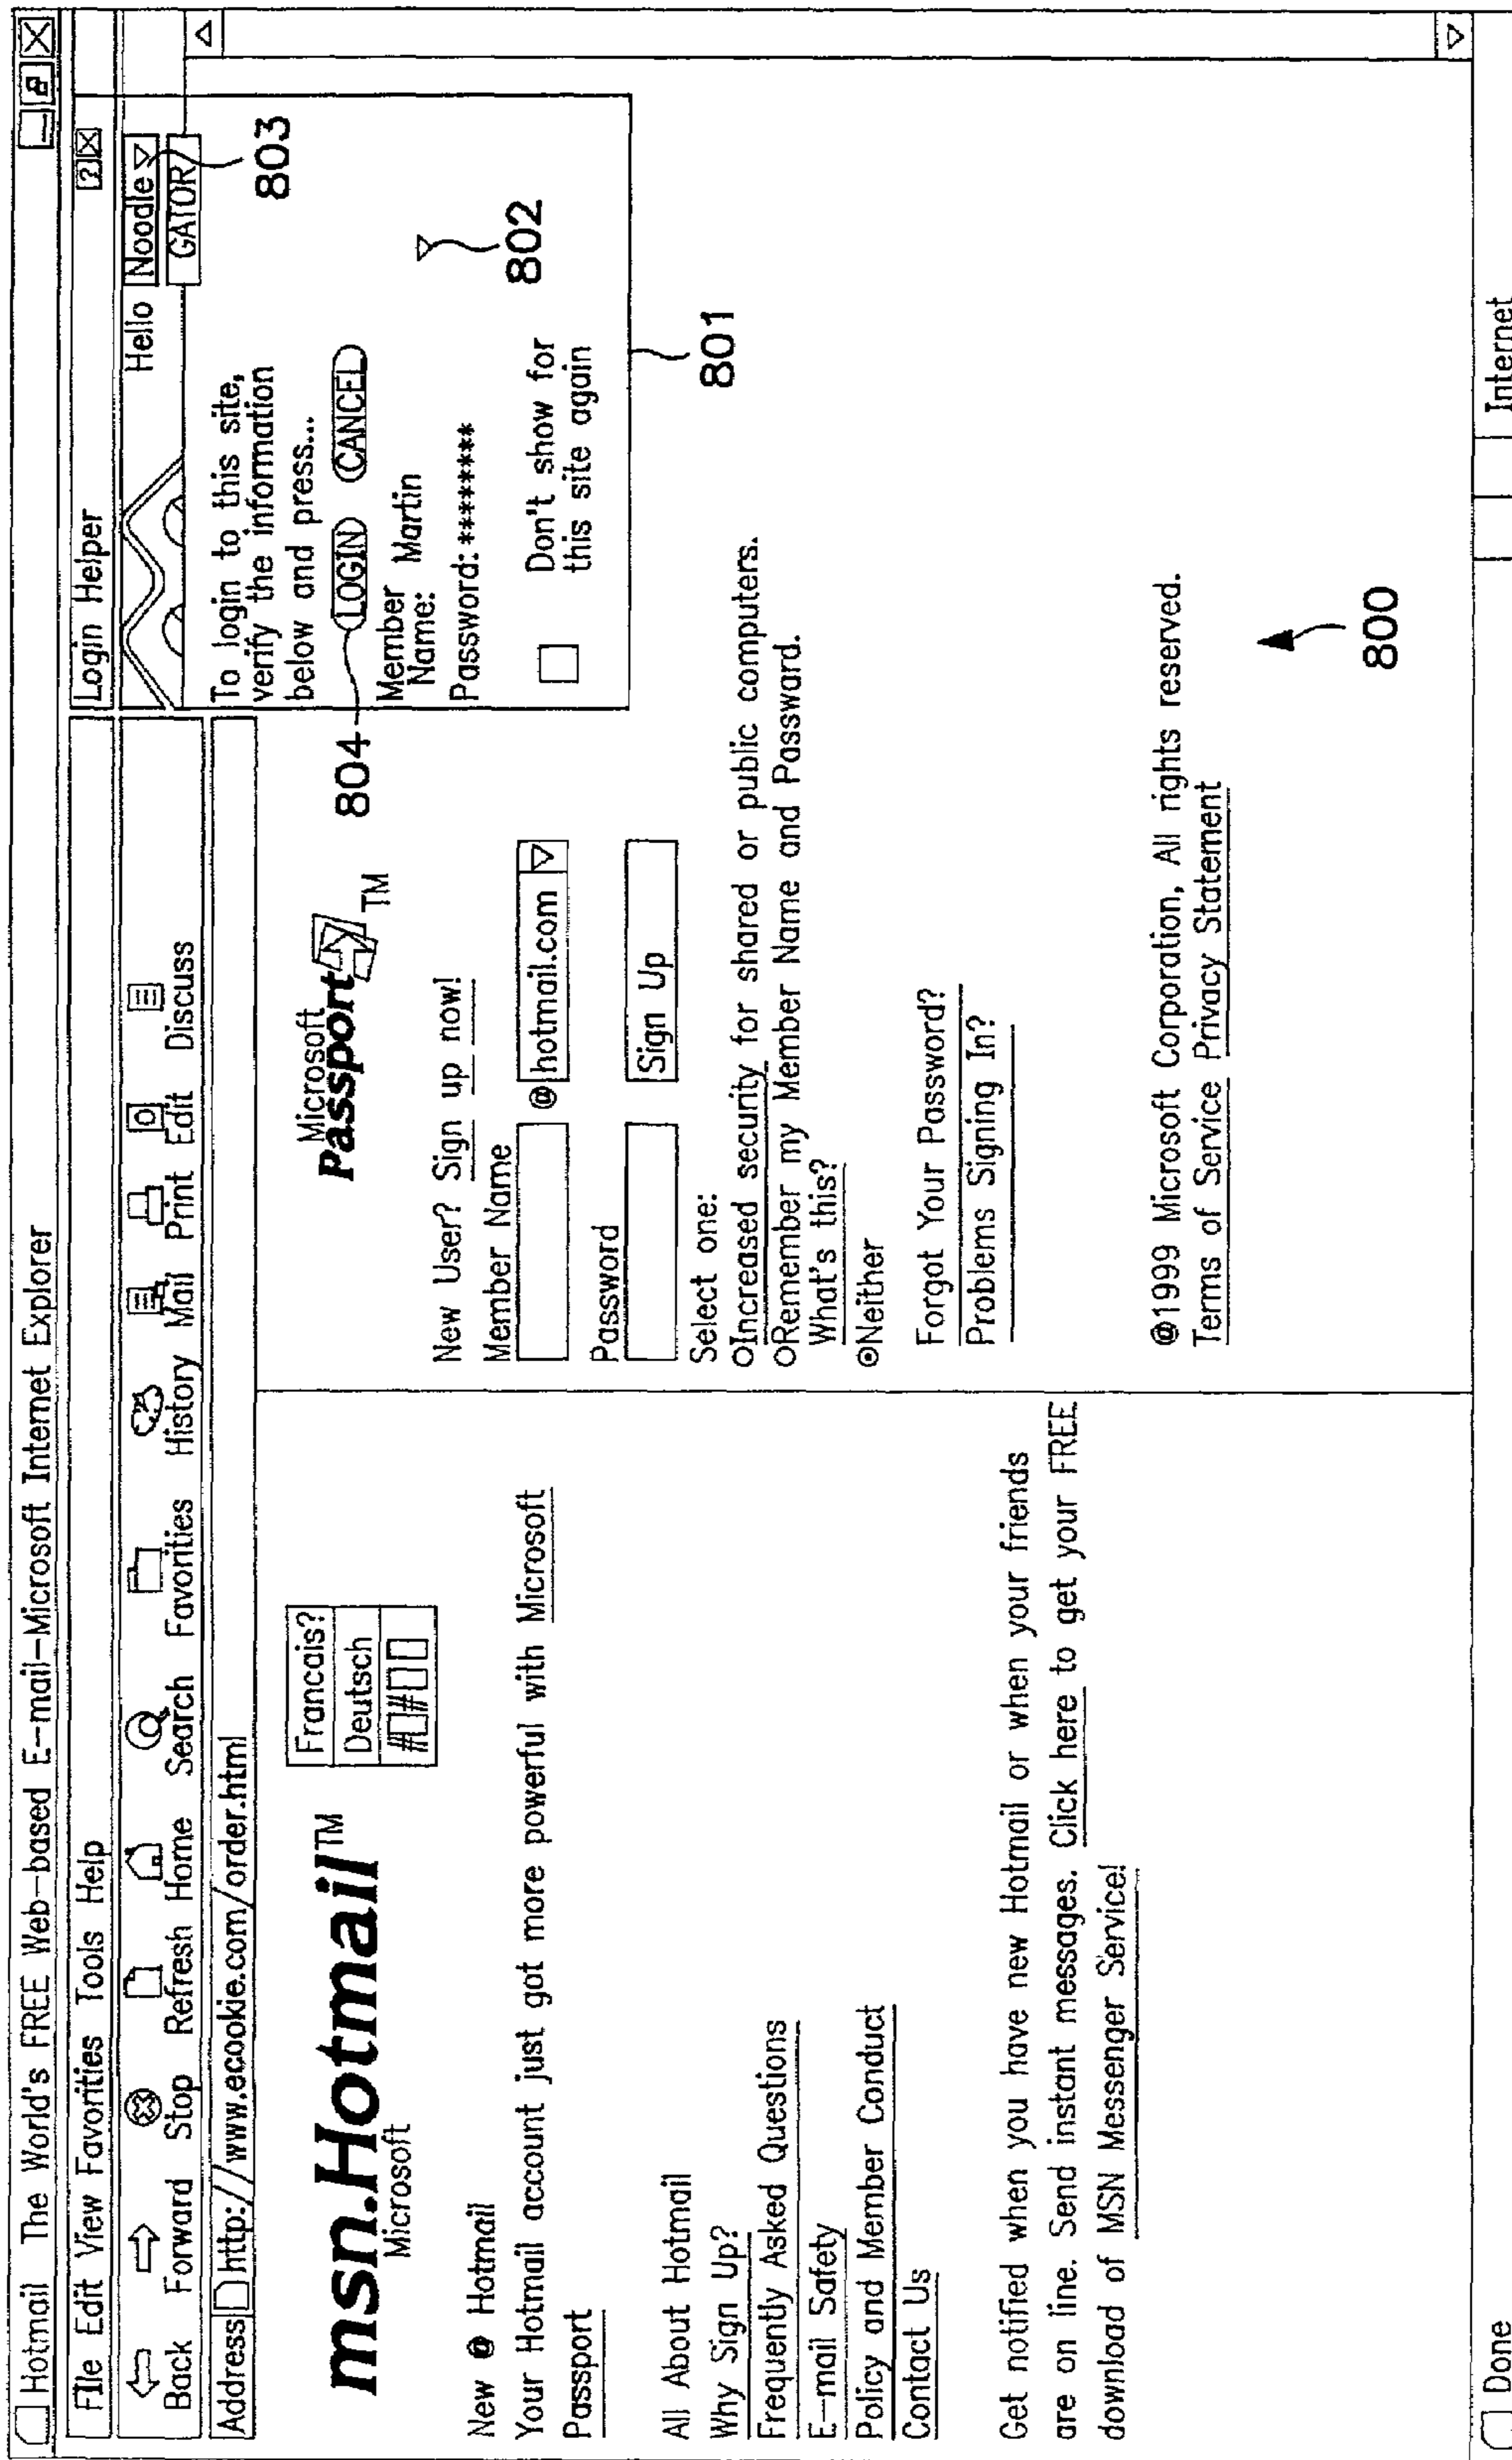 Hotmail The World's FREE Web-based E-mail-Microsoft Internet Explorer
File Edit View Favorities Tools Help
Back Forward Stop Refresh Home Search Favorities History Mail Print Edit Discuss
Address http://www.ecookie.com/order.html
Login Helper
Hello Noodle
GATOR
803
To login to this site,
verify the information
below and press...
804
LOGIN CANCEL
Member Name: Martin
Password:********
802
Don't show for
this site again
801
msn.Hotmail™
Microsoft
Francais?
Deutsch
New @ Hotmail
Your Hotmail account just got more powerful with Microsoft
Passport
All About Hotmail
Why Sign Up?
Frequently Asked Questions
E-mail Safety
Policy and Member Conduct
Contact Us
Get notified when you have new Hotmail or when your friends
are on line. Send instant messages. Click here to get your FREE
download of MSN Messenger Service!
Microsoft
Passport TM
New User? Sign up now!
Member Name
@ hotmail.com
Password
Sign Up
Select one:
Increased security for shared or public computers.
Remember my Member Name and Password.
What's this?
Neither
Forgot Your Password?
Problems Signing In?
@1999 Microsoft Corporation, All rights reserved.
Terms of Service Privacy Statement
800
Done Internet